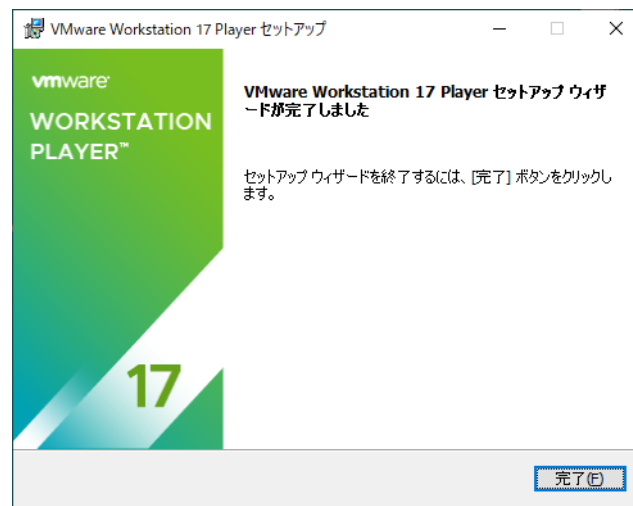 VMware Workstation 17 Player セットアップ
vmware
WORKSTATION
PLAYER™
VMware Workstation 17 Player セットアップ ウィザ
ードが完了しました
セットアップ ウィザードを終了するには、[完了] ボタンをクリックし
ます。
17
完了(F)